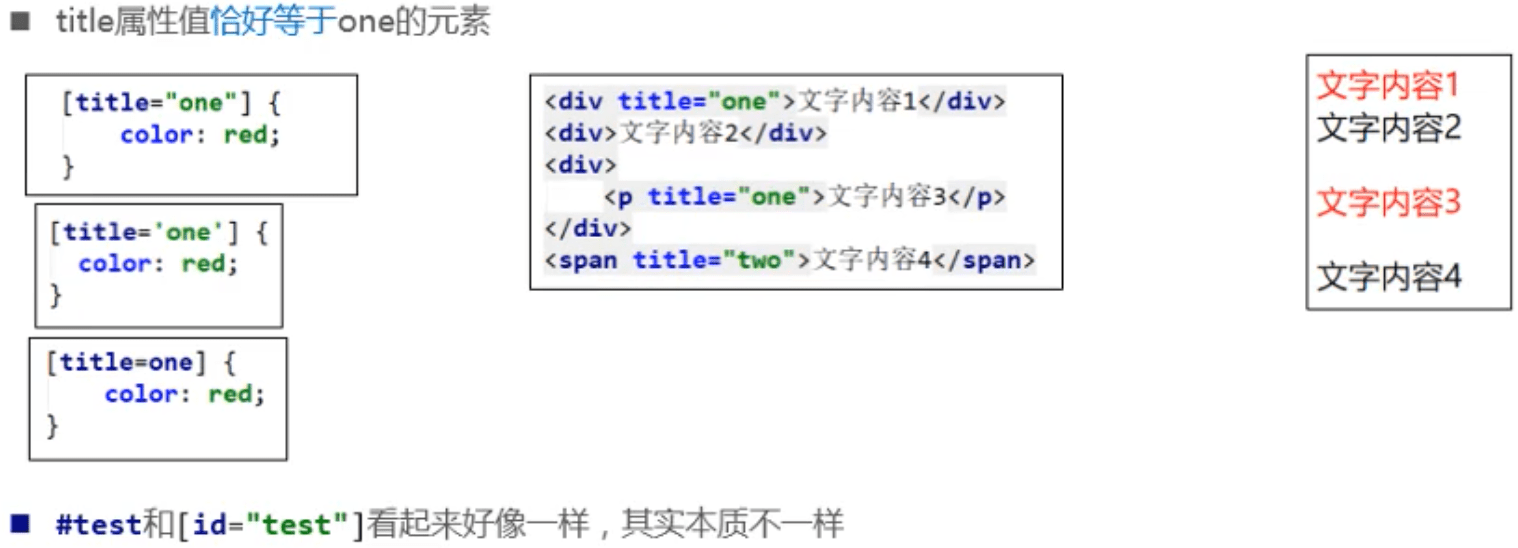 title属性值恰好等于one的元素
[title="one"] {
color: red;
}
[title='one'] {
color: red;
}
[title=one] {
color: red;
}
<div title="one">文字内容1</div>
<div>文字内容2</div>
<div>
<p title="one">文字内容3</p>
</div>
<span title="two">文字内容4</span>
文字内容1
文字内容2
文字内容3
文字内容4
#test和[id="test"]看起来好像一样，其实本质不一样